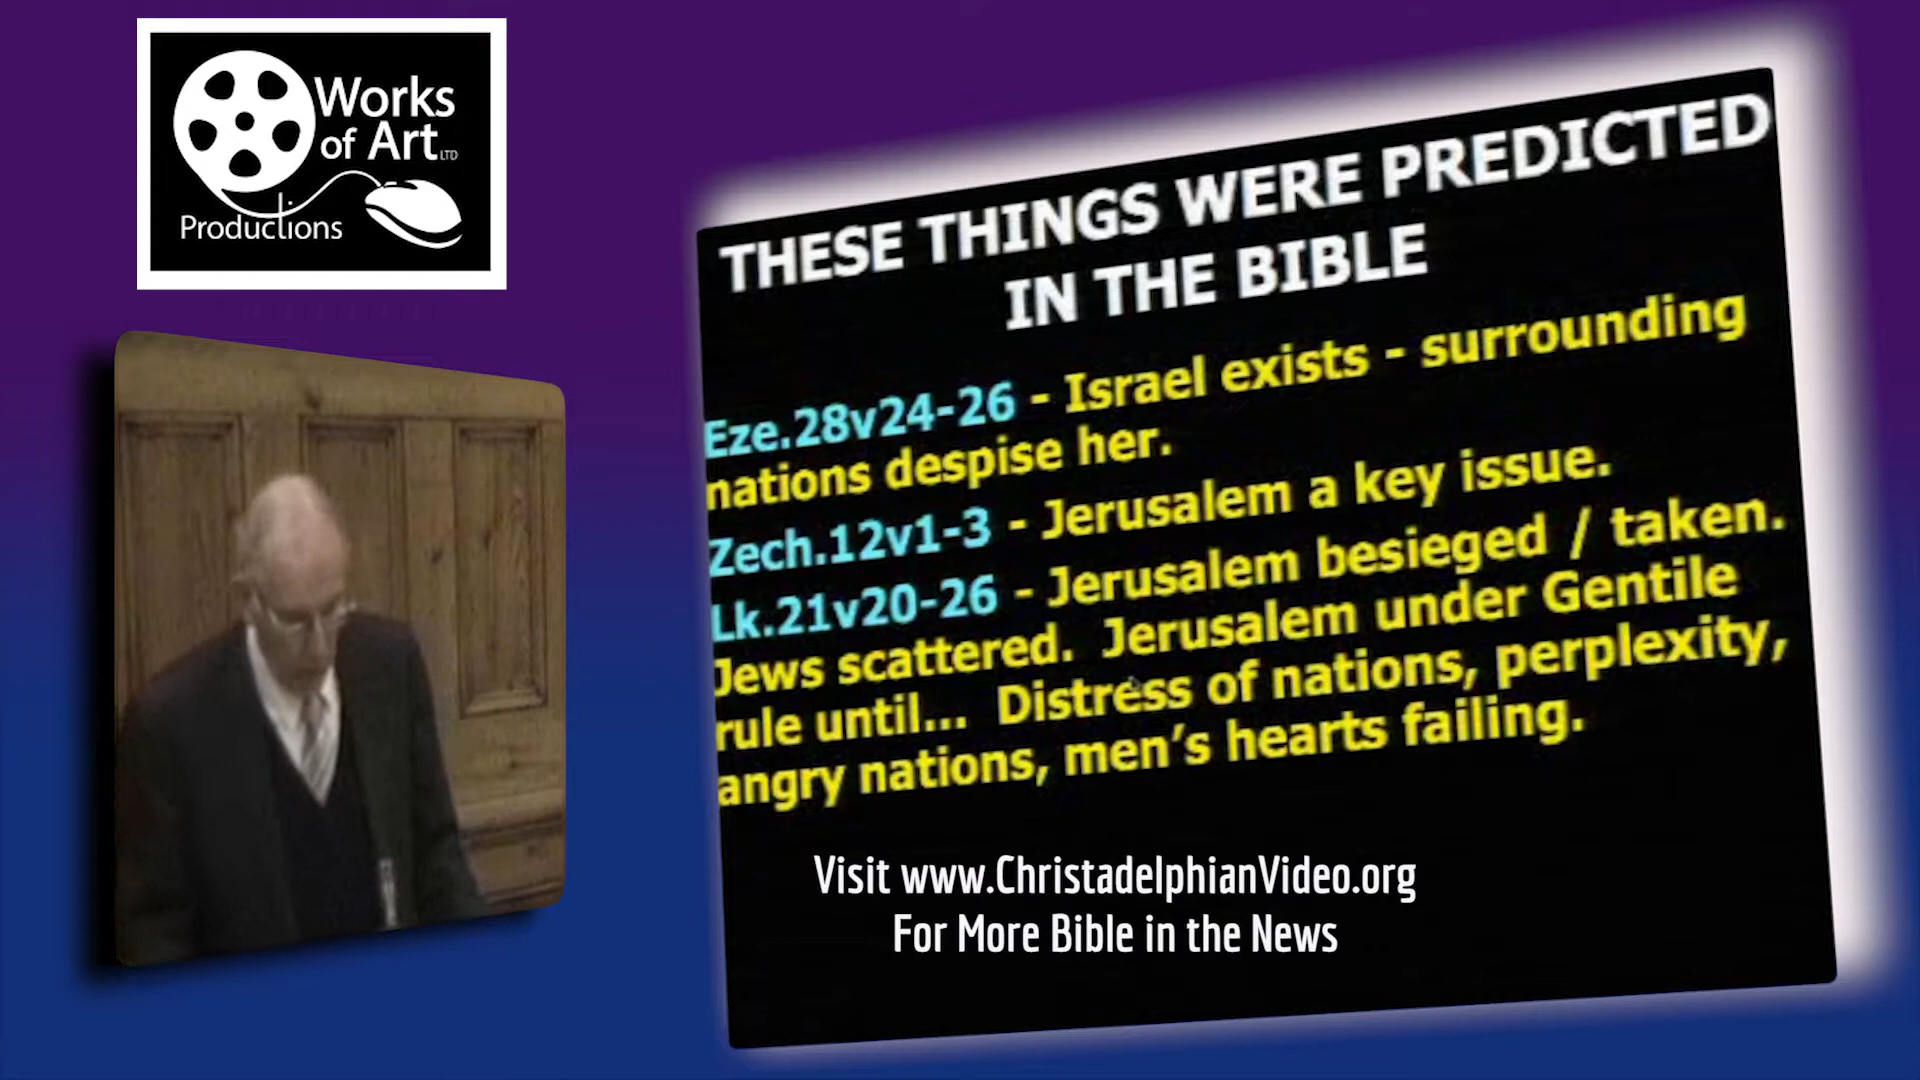 Works
of Art LTD
Productions
THESE THINGS WERE PREDICTED
IN THE BIBLE
Eze.28v24-26 - Israel exists - surrounding
nations despise her.
Zech.12v1-3 - Jerusalem a key issue.
Lk.21v20-26 - Jerusalem besieged / taken.
Jews scattered. Jerusalem under Gentile
rule until... Distress of nations, perplexity,
angry nations, men's hearts failing.
Visit www.ChristadelphianVideo.org
For More Bible in the News